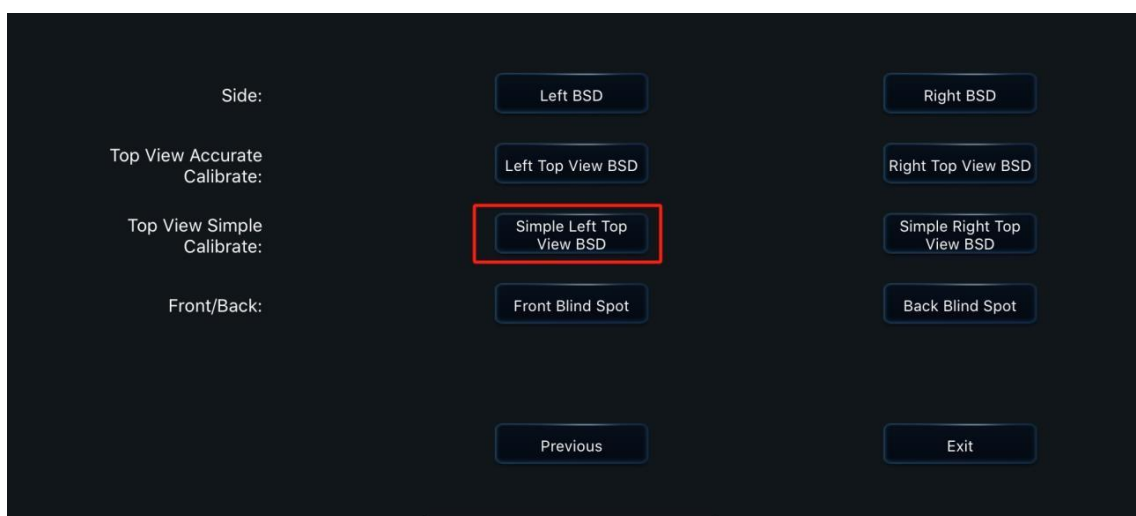 Side:
Left BSD
Right BSD
Top View Accurate
Calibrate:
Left Top View BSD
Right Top View BSD
Top View Simple
Calibrate:
Simple Left Top
View BSD
Simple Right Top
View BSD
Front/Back:
Front Blind Spot
Back Blind Spot
Previous
Exit